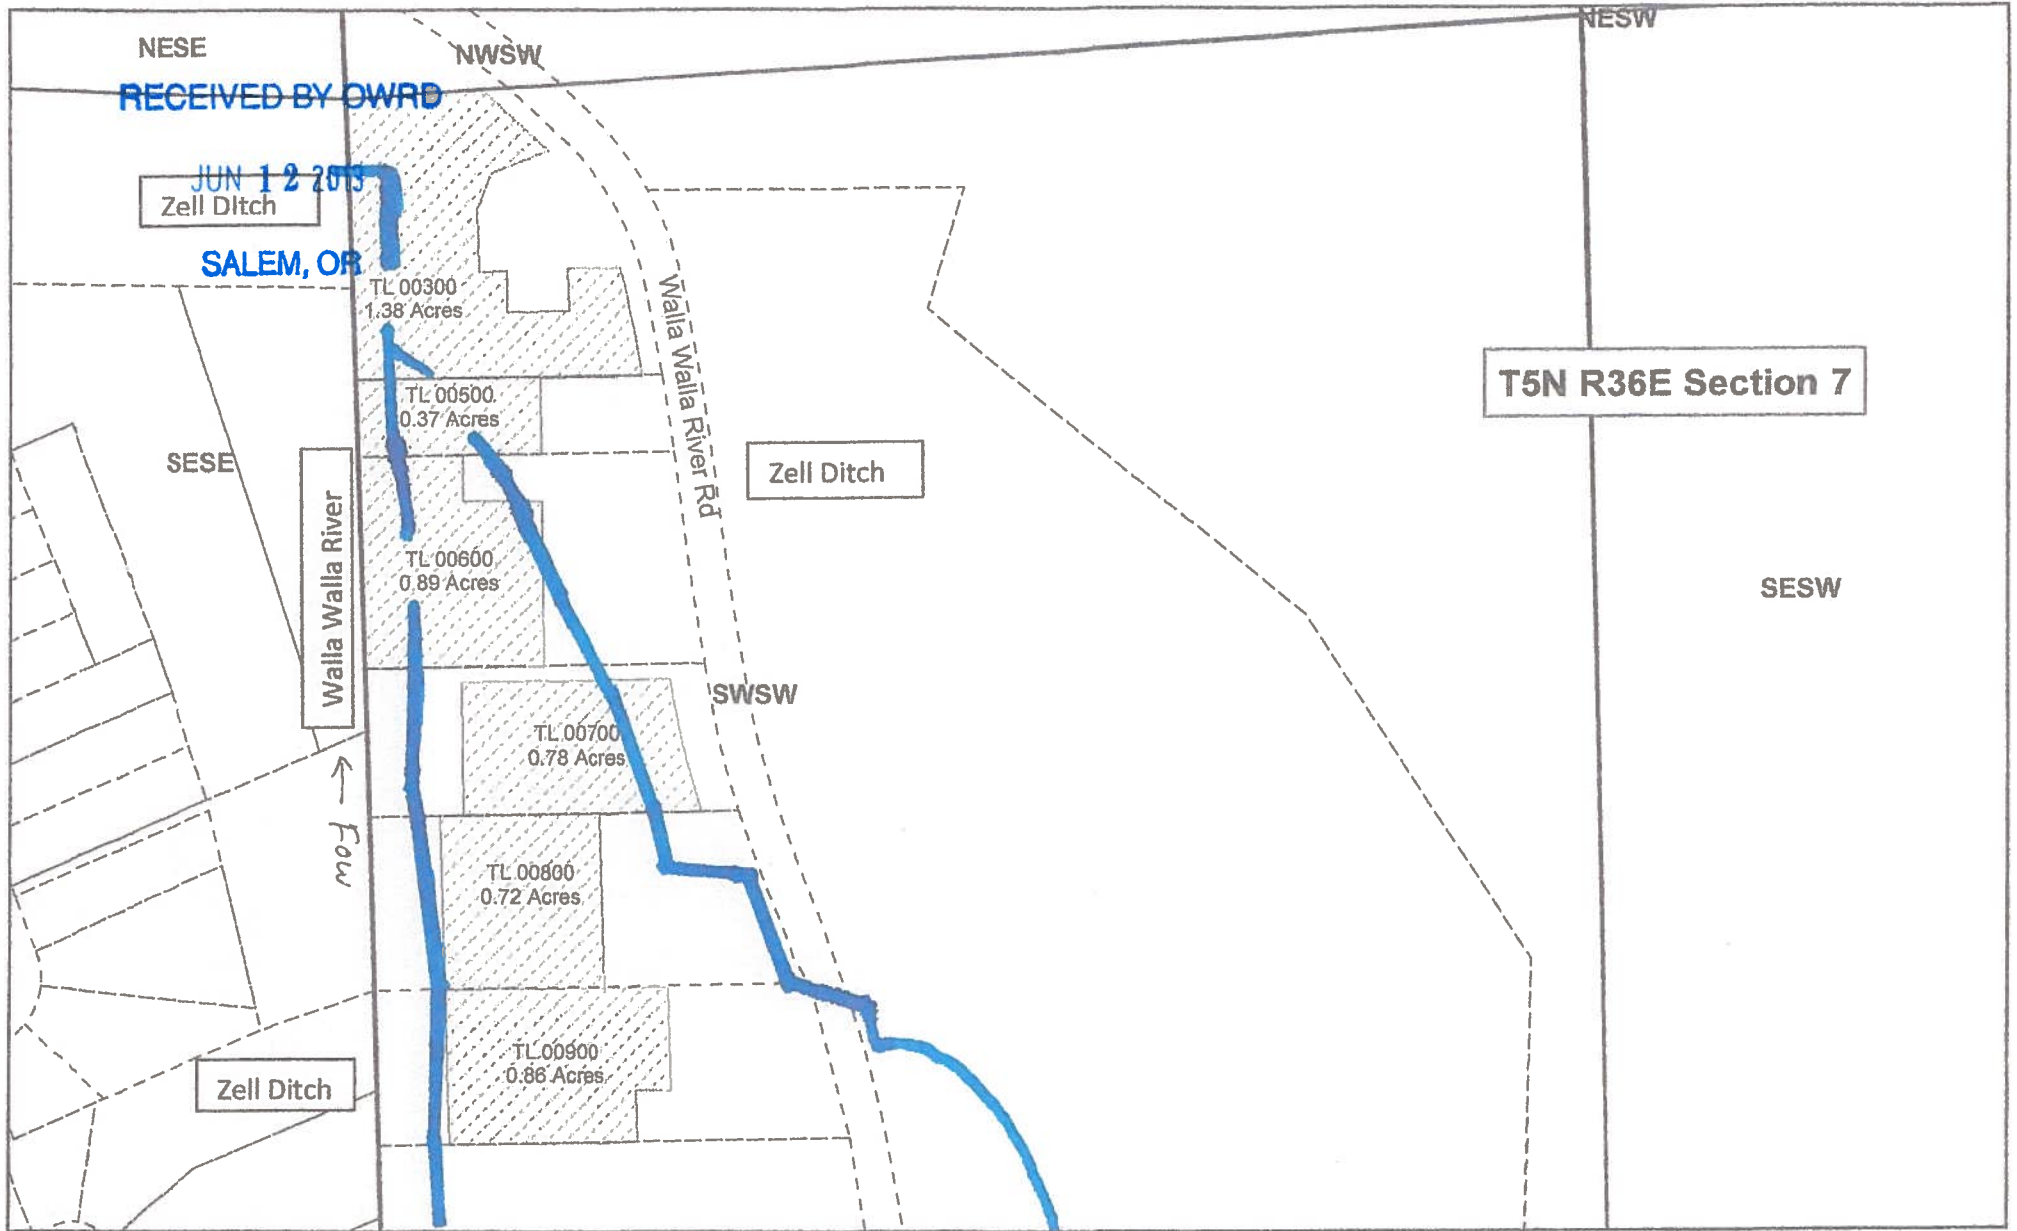 NESE
NWSW
NESW
RECEIVED BY OWRD
JUN 12 2013
Zell Ditch
SALEM, OR
TL 00300
1.38 Acres
Walla Walla River Rd
T5N R36E Section 7
TL 00500
0.37 Acres
SESE
Zell Ditch
Walla Walla River
TL 00600
0.89 Acres
SESW
SWSW
TL 00700
0.78 Acres
← Fow
TL 00800
0.72 Acres
TL 00900
0.86 Acres
Zell Ditch